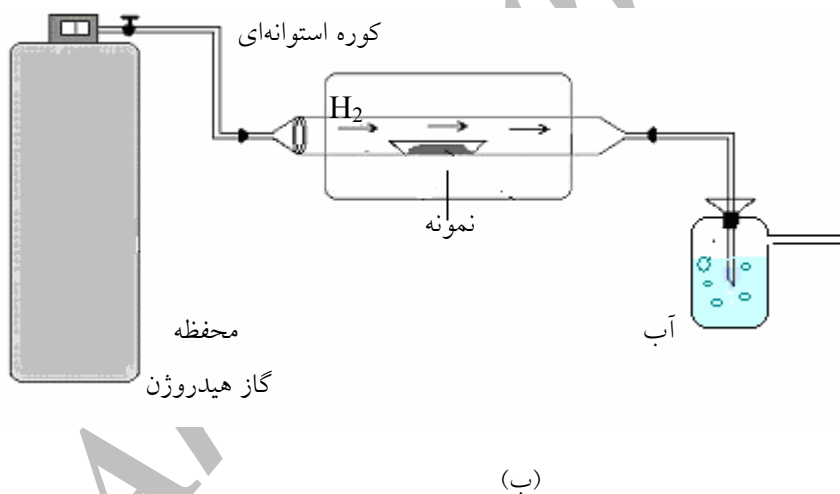 کوره استوانه‌ای
H2
نمونه
محفظه
گاز هیدروژن
آب
(ب)